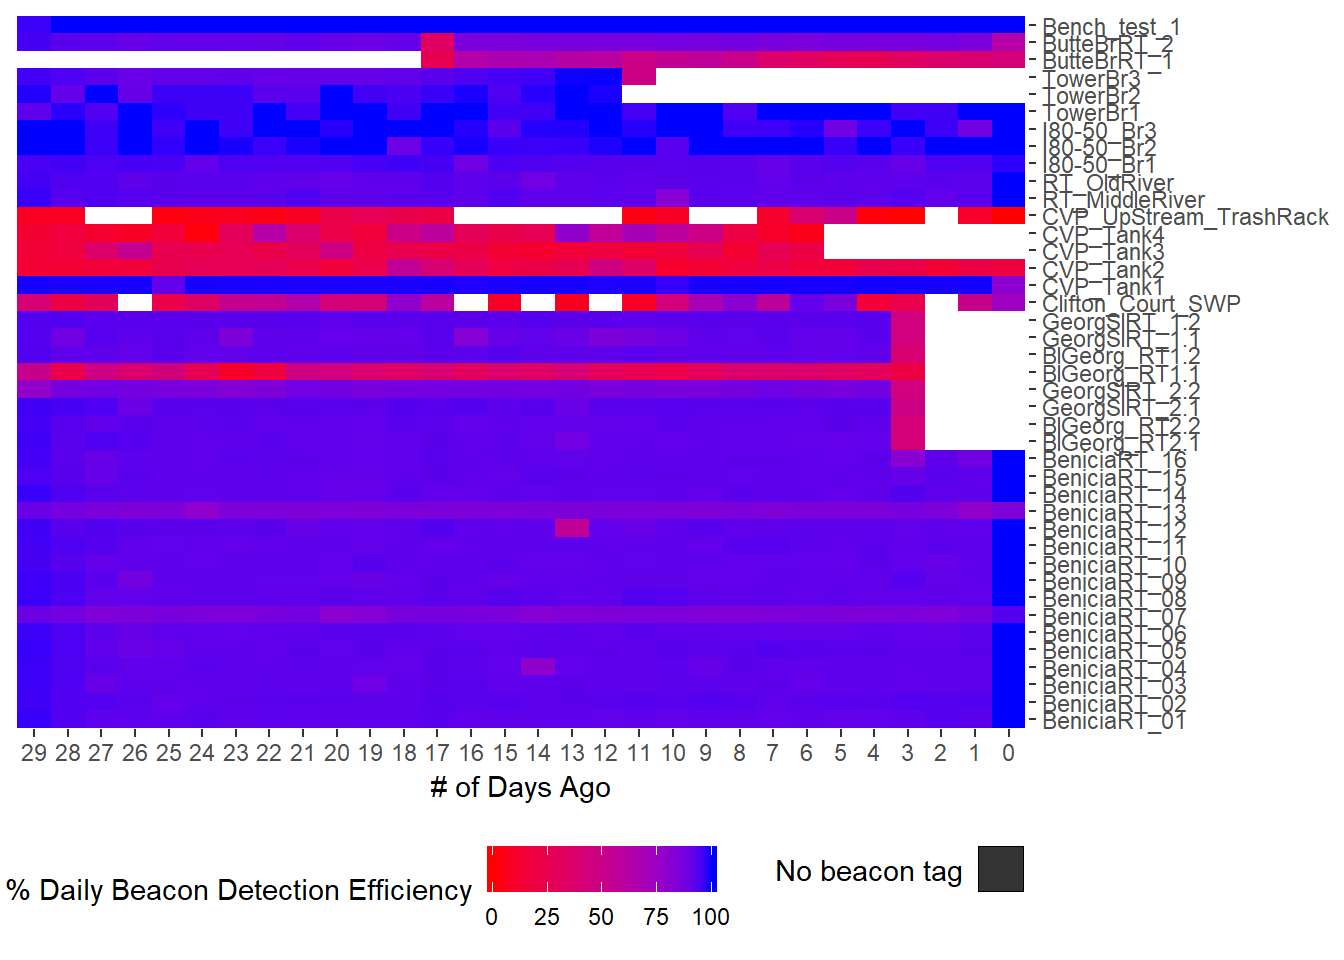 Bench_test_1
ButteBrRT_2
ButteBrRT_1
TowerBr3
TowerBr2
TowerBr1
I80-50_Br3
I80-50_Br2
I80-50_Br1
RT_OldRiver
RT_MiddleRiver
CVP_UpStream_TrashRack
CVP_Tank4
CVP_Tank3
CVP_Tank2
CVP_Tank1
Clifton_Court_SWP
GeorgSlRT_1.2
GeorgSlRT_1.1
BlGeorg_RT1.2
BlGeorg_RT1.1
GeorgSlRT_2.2
GeorgSlRT_2.1
BlGeorg_RT2.2
BlGeorg_RT2.1
BeniciaRT_16
BeniciaRT_15
BeniciaRT_14
BeniciaRT_13
BeniciaRT_12
BeniciaRT_11
BeniciaRT_10
BeniciaRT_09
BeniciaRT_08
BeniciaRT_07
BeniciaRT_06
BeniciaRT_05
BeniciaRT_04
BeniciaRT_03
BeniciaRT_02
BeniciaRT_01
29 28 27 26 25 24 23 22 21 20 19 18 17 16 15 14 13 12 11 10 9 8 7 6 5 4 3 2 1 0
# of Days Ago
% Daily Beacon Detection Efficiency
0 25 50 75 100
No beacon tag